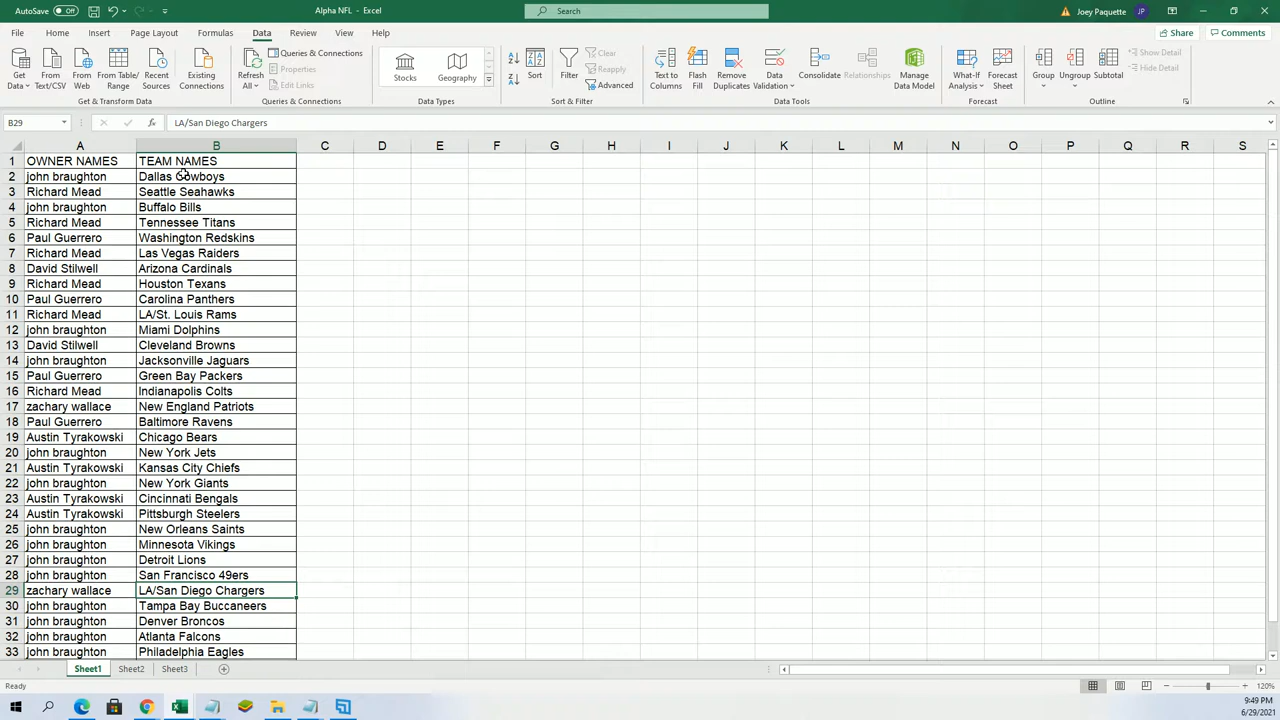 AutoSave Off
Alpha NFL - Excel
Search
Joey Paquette JP
File Home Insert Page Layout Formulas Data Review View Help
Share Comments
Get Data
From Text/CSV
From Web
From Table/ Range
Recent Sources
Existing Connections
Get & Transform Data
Refresh All
Queries & Connections
Properties
Edit Links
Queries & Connections
Stocks
Geography
Data Types
Sort
Filter
Clear
Reapply
Advanced
Sort & Filter
Text to Columns
Flash Fill
Remove Duplicates
Data Validation
Consolidate
Relationships
Manage Data Model
Data Tools
What-If Analysis
Forecast Sheet
Forecast
Group
Ungroup
Subtotal
Show Detail
Hide Detail
Outline
B29 fx LA/San Diego Chargers
A B C D E F G H I J K L M N O P Q R S
1 OWNER NAMES TEAM NAMES
2 john braughton Dallas Cowboys
3 Richard Mead Seattle Seahawks
4 john braughton Buffalo Bills
5 Richard Mead Tennessee Titans
6 Paul Guerrero Washington Redskins
7 Richard Mead Las Vegas Raiders
8 David Stilwell Arizona Cardinals
9 Richard Mead Houston Texans
10 Paul Guerrero Carolina Panthers
11 Richard Mead LA/St. Louis Rams
12 john braughton Miami Dolphins
13 David Stilwell Cleveland Browns
14 john braughton Jacksonville Jaguars
15 Paul Guerrero Green Bay Packers
16 Richard Mead Indianapolis Colts
17 zachary wallace New England Patriots
18 Paul Guerrero Baltimore Ravens
19 Austin Tyrakowski Chicago Bears
20 john braughton New York Jets
21 Austin Tyrakowski Kansas City Chiefs
22 john braughton New York Giants
23 Austin Tyrakowski Cincinnati Bengals
24 Austin Tyrakowski Pittsburgh Steelers
25 john braughton New Orleans Saints
26 john braughton Minnesota Vikings
27 john braughton Detroit Lions
28 john braughton San Francisco 49ers
29 zachary wallace LA/San Diego Chargers
30 john braughton Tampa Bay Buccaneers
31 john braughton Denver Broncos
32 john braughton Atlanta Falcons
33 john braughton Philadelphia Eagles
Sheet1 Sheet2 Sheet3
Ready
120%
9:49 PM
6/29/2021